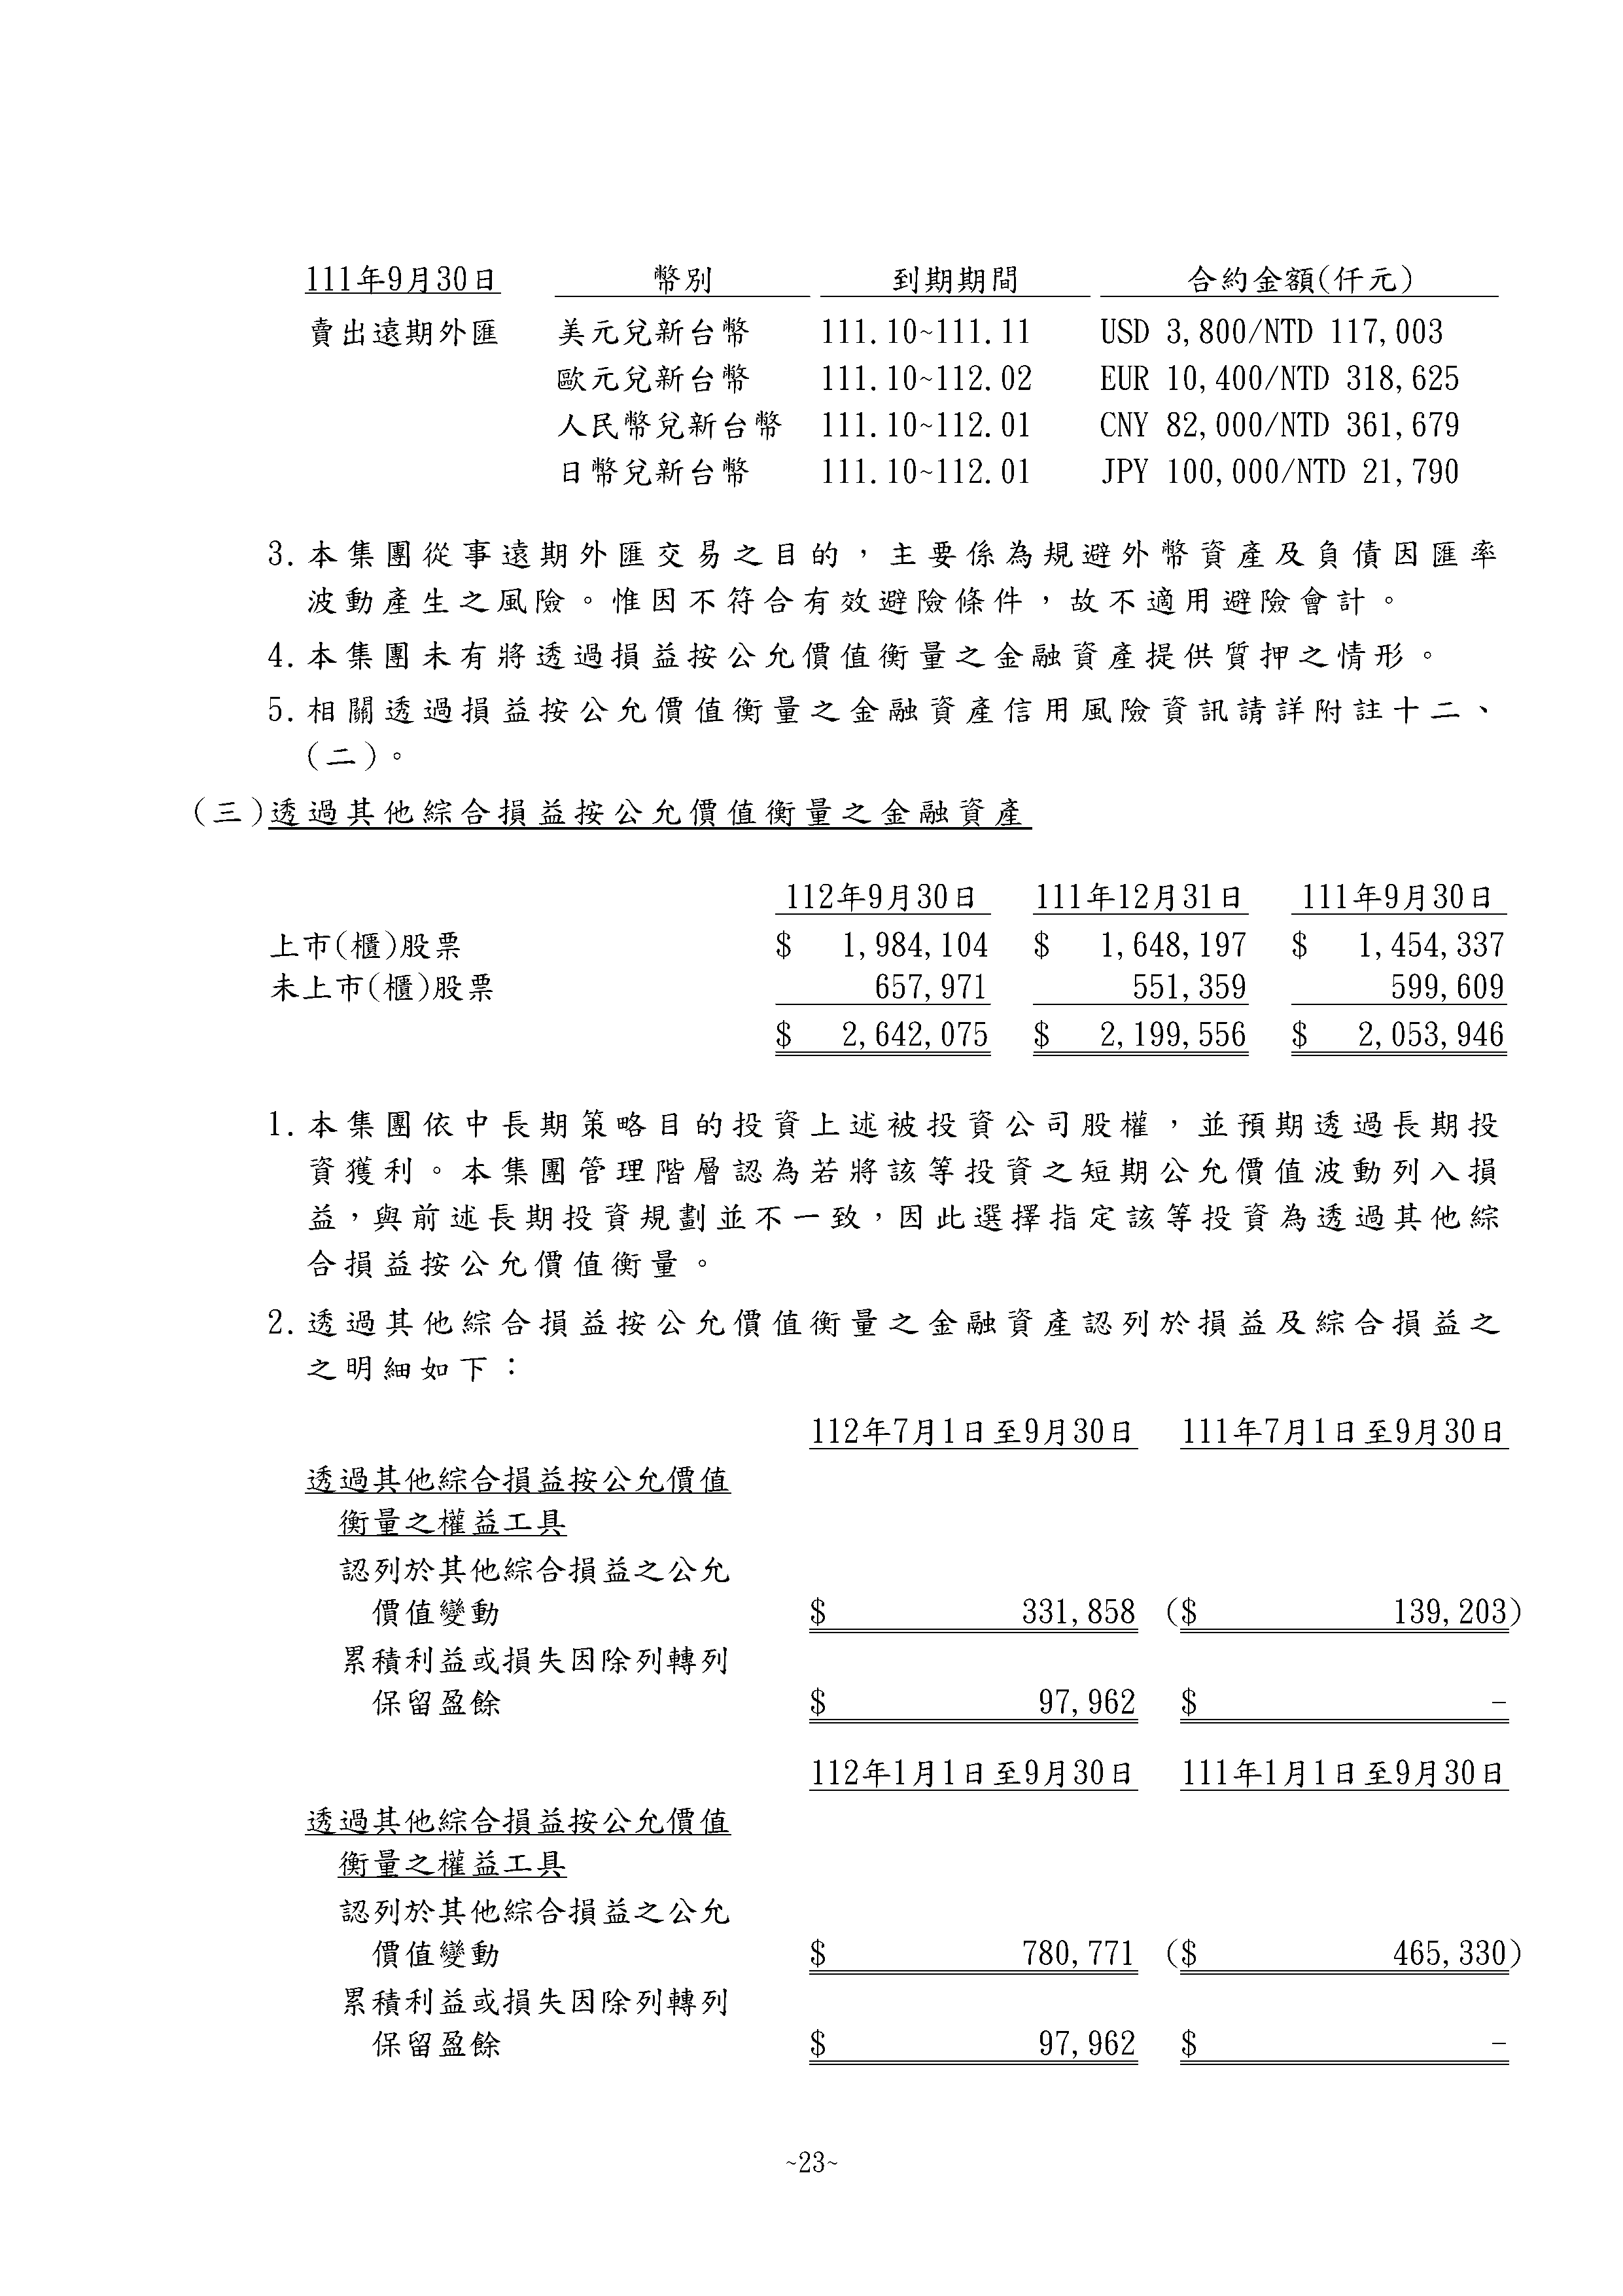 111年9月30日 幣別 到期期間 合約金額(仟元)
賣出遠期外匯 美元兌新台幣 111.10~111.11 USD 3,800/NTD 117,003
歐元兌新台幣 111.10~112.02 EUR 10,400/NTD 318,625
人民幣兌新台幣 111.10~112.01 CNY 82,000/NTD 361,679
日幣兌新台幣 111.10~112.01 JPY 100,000/NTD 21,790
3.本集團從事遠期外匯交易之目的，主要係為規避外幣資產及負債因匯率
波動產生之風險。惟因不符合有效避險條件，故不適用避險會計。
4.本集團未有將透過損益按公允價值衡量之金融資產提供質押之情形。
5.相關透過損益按公允價值衡量之金融資產信用風險資訊請詳附註十二、
(二)。
(三)透過其他綜合損益按公允價值衡量之金融資產
112年9月30日 111年12月31日 111年9月30日
上市(櫃)股票 $ 1,984,104 $ 1,648,197 $ 1,454,337
未上市(櫃)股票 657,971 551,359 599,609
$ 2,642,075 $ 2,199,556 $ 2,053,946
1.本集團依中長期策略目的投資上述被投資公司股權，並預期透過長期投
資獲利。本集團管理階層認為若將該等投資之短期公允價值波動列入損
益，與前述長期投資規劃並不一致，因此選擇指定該等投資為透過其他綜
合損益按公允價值衡量。
2.透過其他綜合損益按公允價值衡量之金融資產認列於損益及綜合損益之
之明細如下：
112年7月1日至9月30日 111年7月1日至9月30日
透過其他綜合損益按公允價值
衡量之權益工具
認列於其他綜合損益之公允
價值變動 $ 331,858 ($ 139,203)
累積利益或損失因除列轉列
保留盈餘 $ 97,962 $ -
112年1月1日至9月30日 111年1月1日至9月30日
透過其他綜合損益按公允價值
衡量之權益工具
認列於其他綜合損益之公允
價值變動 $ 780,771 ($ 465,330)
累積利益或損失因除列轉列
保留盈餘 $ 97,962 $ -
~23~